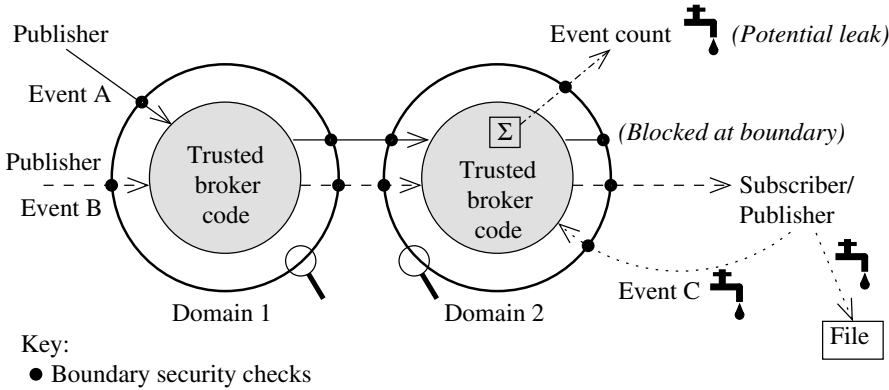 Publisher
Event A
Publisher
Event B
Trusted
broker
code
Domain 1
Event count
(Potential leak)
Σ
Trusted
broker
code
Domain 2
(Blocked at boundary)
Subscriber/
Publisher
Event C
File
Key:
Boundary security checks